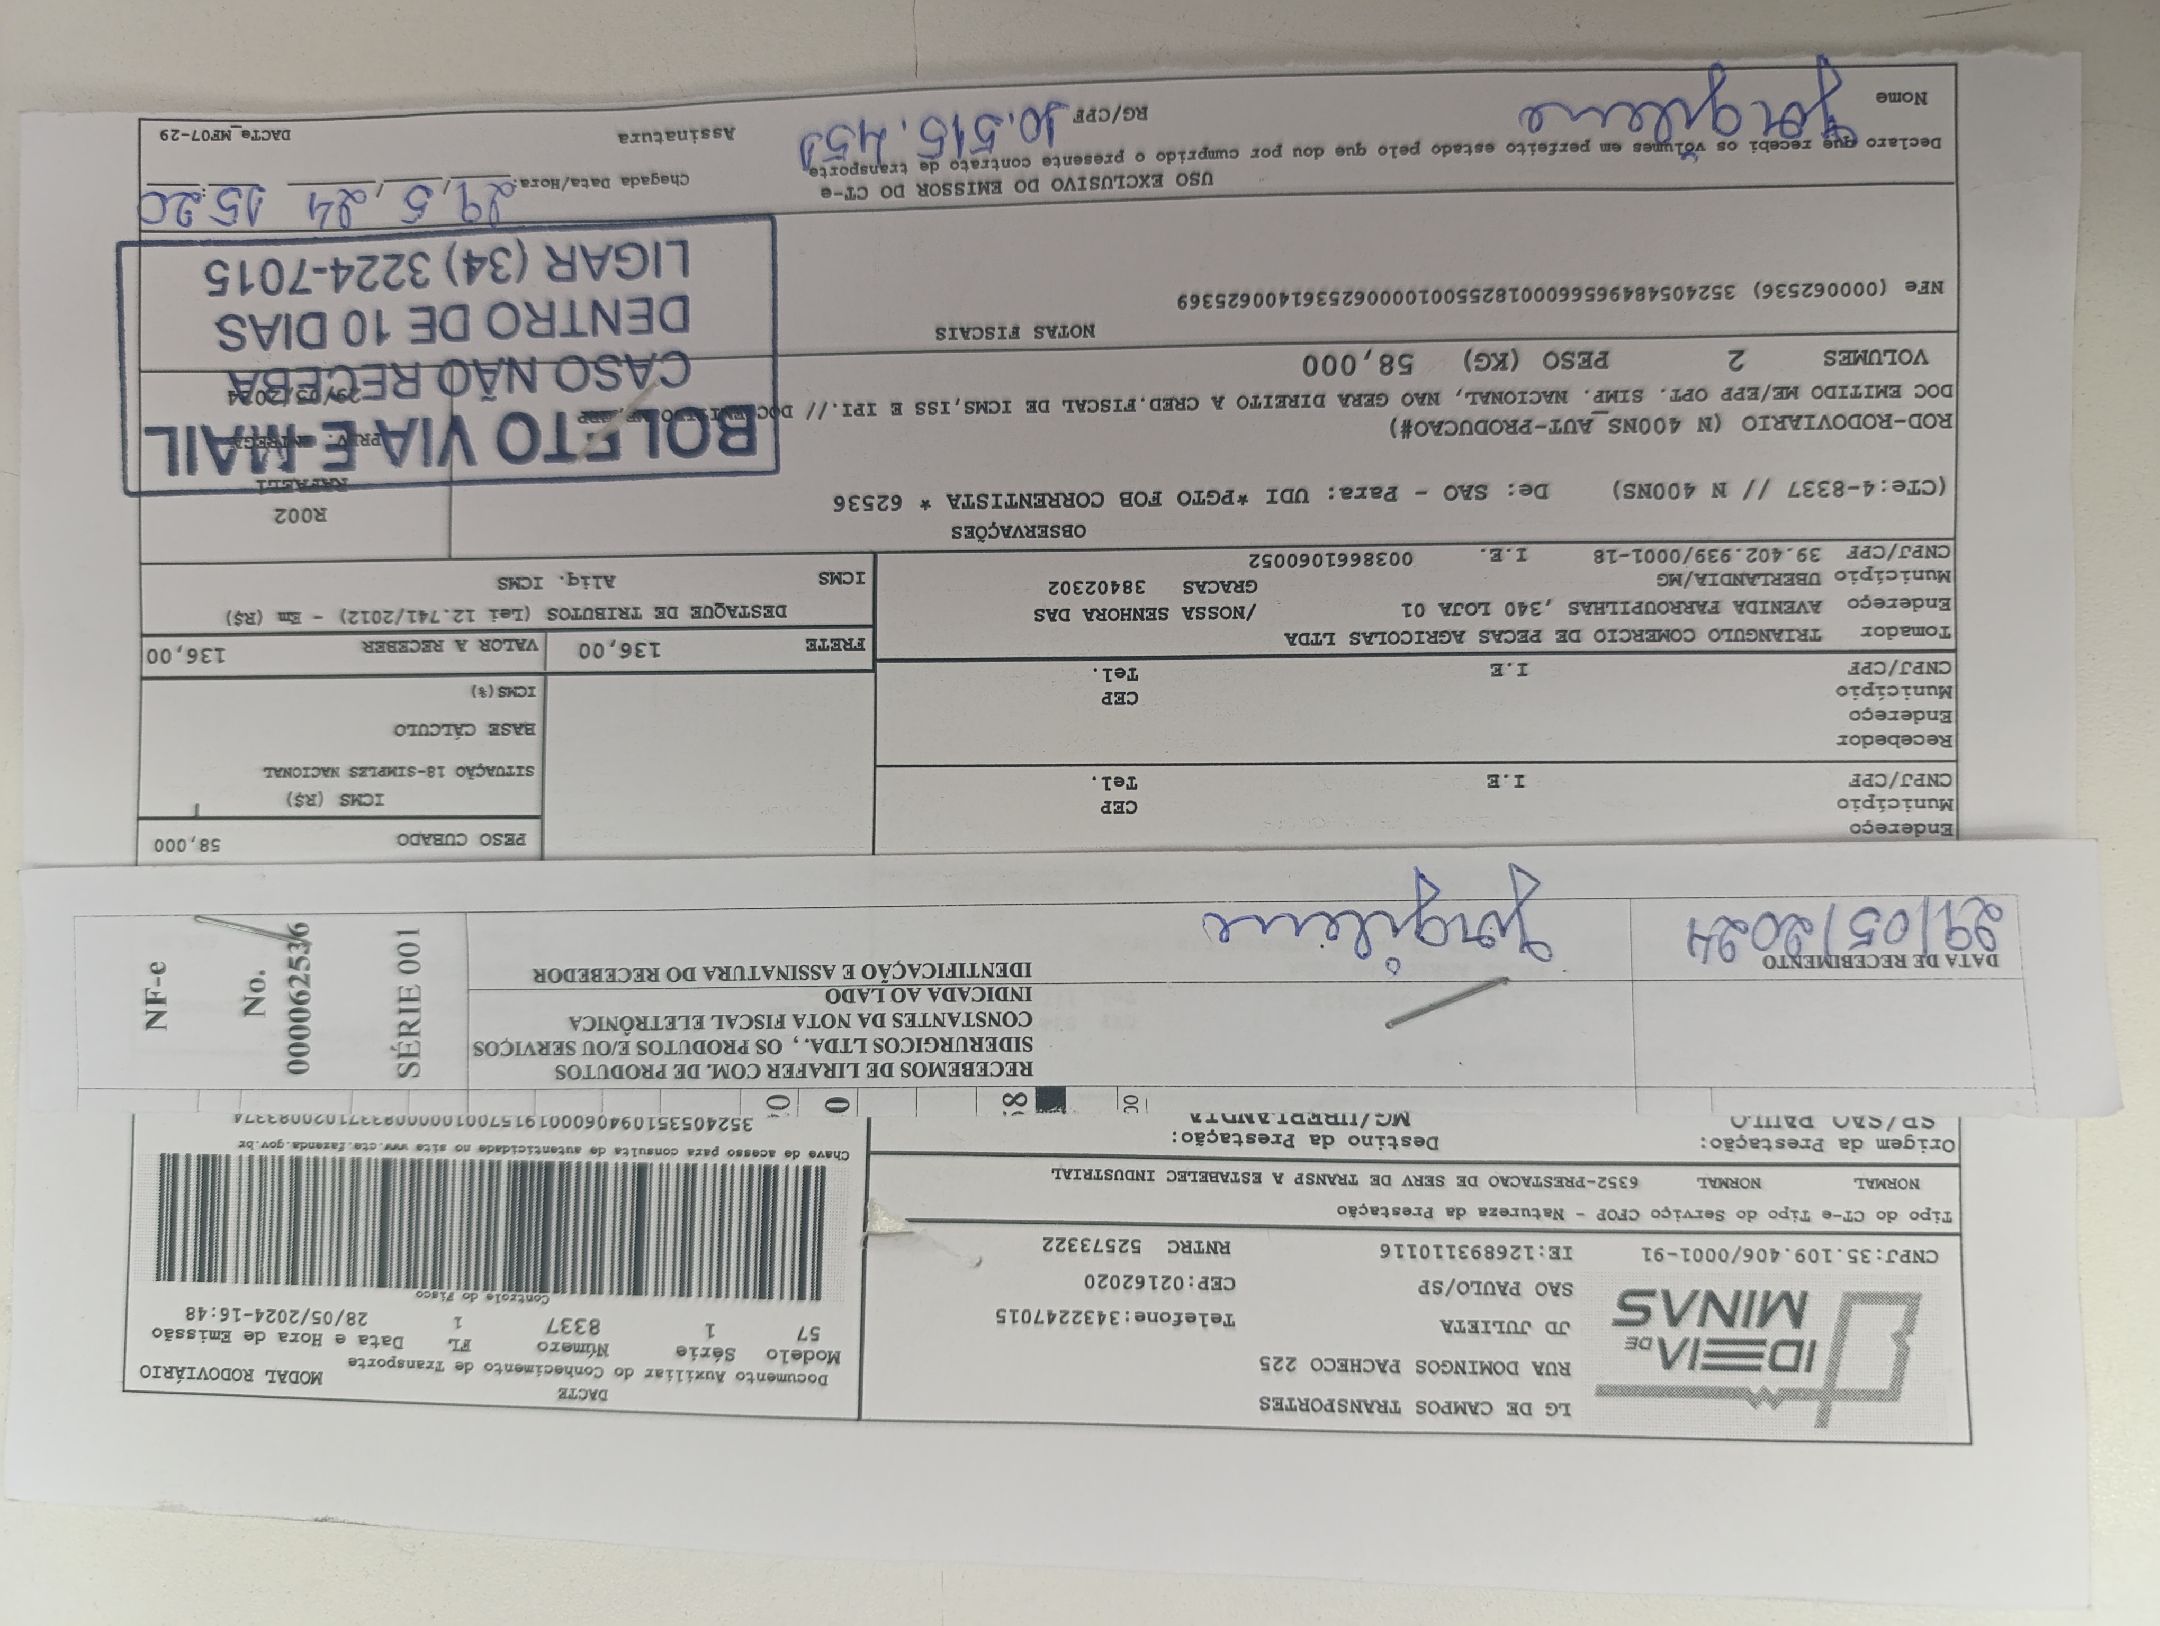 IDEIA DE
MINAS
LG DE CAMPOS TRANSPORTES
RUA DOMINGOS PACHECO 225
JD JULIETA
Telefone:3432247015
SAO PAULO/SP
CEP:02162020
CNPJ:35.109.406/0001-91 IE:126893110116 RNTRC 52573322
DACTE
Documento Auxiliar do Conhecimento de Transporte MODAL RODOVIÁRIO
Modelo Série Número FL Data e Hora de Emissão
57 1 8337 1 28/05/2024-16:48
Controle do Fisco
Chave de acesso para consulta de autenticidade no site www.cte.fazenda.gov.br
Tipo do CT-e Tipo do Serviço CFOP - Natureza da Prestação
NORMAL NORMAL 6352-PRESTACAO DE SERV DE TRANSP A ESTABELEC INDUSTRIAL
Origem da Prestação: Destino da Prestação:
SP/SAO PAULO MG/UBERLANDIA
RECEBEMOS DE LIRAFER COM. DE PRODUTOS
SIDERURGICOS LTDA., OS PRODUTOS E/OU SERVIÇOS
CONSTANTES DA NOTA FISCAL ELETRÔNICA
INDICADA AO LADO
IDENTIFICAÇÃO E ASSINATURA DO RECEBEDOR
DATA DE RECEBIMENTO
29/05/2024
Jorgilene
NF-e
No.
000062536
SÉRIE 001
Endereço
Município CEP
CNPJ/CPF I.E Tel.
Recebedor
Endereço
Município CEP
CNPJ/CPF I.E Tel.
PESO CUBADO 58,000
ICMS (R$)
SITUAÇÃO 18-SIMPLES NACIONAL
BASE CÁLCULO
ICMS(%)
Tomador TRIANGULO COMERCIO DE PECAS AGRICOLAS LTDA
Endereço AVENIDA FARROUPILHAS ,340 LOJA 01 /NOSSA SENHORA DAS
Município UBERLANDIA/MG GRACAS 38402302
CNPJ/CPF 39.402.939/0001-18 I.E. 0038661060052
FRETE 136,00 VALOR A RECEBER 136,00
DESTAQUE DE TRIBUTOS (Lei 12.741/2012) - Em (R$)
ICMS Aliq. ICMS
OBSERVAÇÕES
(CTe:4-8337 // N 400NS) De: SAO - Para: UDI *PGTO FOB CORRENTISTA * 62536
R002
RAFAELI
ROD-RODOVIARIO (N 400NS_AUT-PRODUCAO#)
DOC EMITIDO ME/EPP OPT. SIMP. NACIONAL, NAO GERA DIREITO A CRED.FISCAL DE ICMS,ISS E IPI.//
PREV. ENTREGA
BOLETO VIA E-MAIL
CASO NÃO RECEBA
DENTRO DE 10 DIAS
LIGAR (34) 3224-7015
VOLUMES 2 PESO (KG) 58,000
NOTAS FISCAIS
NFe (000062536) 35240548496566000182550010000625361400625369
USO EXCLUSIVO DO EMISSOR DO CT-e
Declaro que recebi os volumes em perfeito estado pelo que dou por cumprido o presente contrato de transporte
Chegada Data/Hora. 29, 5, 24 15:20
Nome Jorgilene RG/CPF Assinatura
DACTe_MF07-29